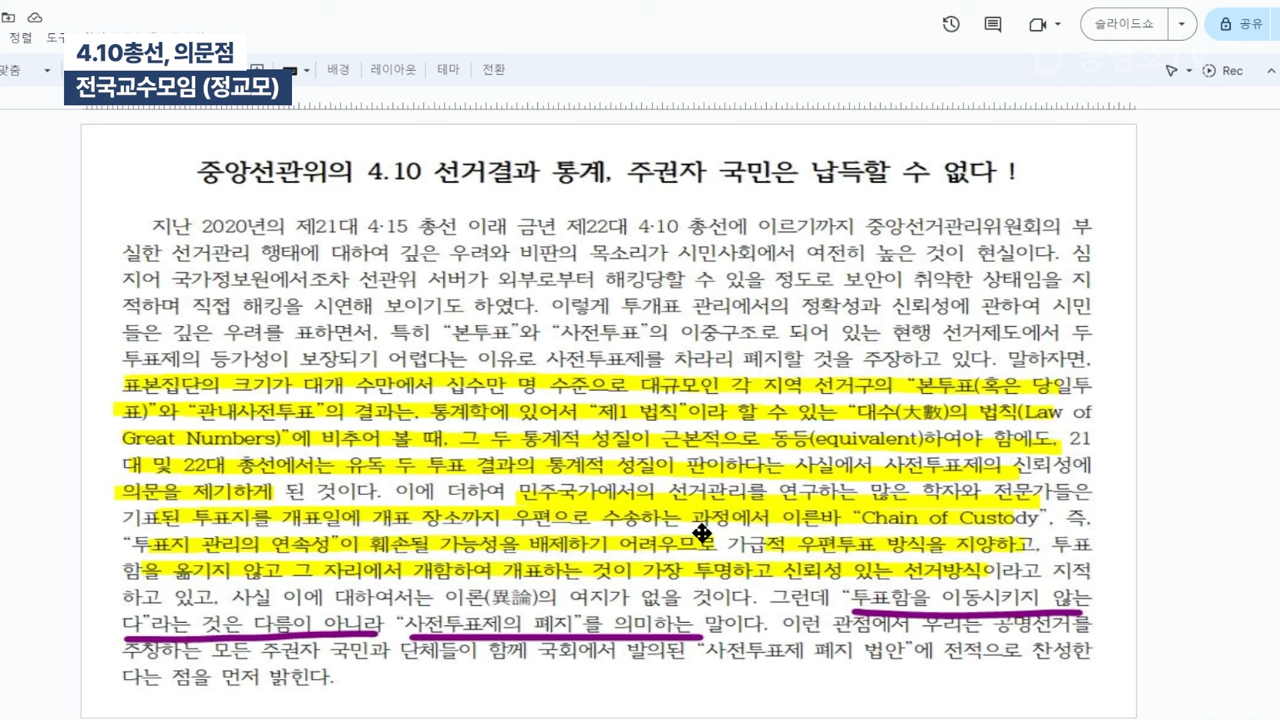 정렬
슬라이드쇼
공유
4.10총선, 의문점
전국교수모임 (정교모)
맞춤
배경
레이아웃
테마
전환
Rec
중앙선관위의 4.10 선거결과 통계, 주권자 국민은 납득할 수 없다 !
지난 2020년의 제21대 4·15 총선 이래 금년 제22대 4·10 총선에 이르기까지 중앙선거관리위원회의 부
실한 선거관리 행태에 대하여 깊은 우려와 비판의 목소리가 시민사회에서 여전히 높은 것이 현실이다. 심
지어 국가정보원에서조차 선관위 서버가 외부로부터 해킹당할 수 있을 정도로 보안이 취약한 상태임을 지
적하며 직접 해킹을 시연해 보이기도 하였다. 이렇게 투개표 관리에서의 정확성과 신뢰성에 관하여 시민
들은 깊은 우려를 표하면서, 특히 “본투표”와 “사전투표”의 이중구조로 되어 있는 현행 선거제도에서 두
투표제의 등가성이 보장되기 어렵다는 이유로 사전투표제를 차라리 폐지할 것을 주장하고 있다. 말하자면,
표본집단의 크기가 대개 수만에서 십수만 명 수준으로 대규모인 각 지역 선거구의 “본투표(혹은 당일투
표)”와 “관내사전투표”의 결과는, 통계학에 있어서 “제1 법칙”이라 할 수 있는 “대수(大數)의 법칙(Law of
Great Numbers)”에 비추어 볼 때, 그 두 통계적 성질이 근본적으로 동등(equivalent)하여야 함에도, 21
대 및 22대 총선에서는 유독 두 투표 결과의 통계적 성질이 판이하다는 사실에서 사전투표제의 신뢰성에
의문을 제기하게 된 것이다. 이에 더하여 민주국가에서의 선거관리를 연구하는 많은 학자와 전문가들은
기표된 투표지를 개표일에 개표 장소까지 우편으로 수송하는 과정에서 이른바 “Chain of Custody”, 즉,
“투표지 관리의 연속성”이 훼손될 가능성을 배제하기 어려우므로 가급적 우편투표 방식을 지양하고, 투표
함을 옮기지 않고 그 자리에서 개함하여 개표하는 것이 가장 투명하고 신뢰성 있는 선거방식이라고 지적
하고 있고, 사실 이에 대하여서는 이론(異論)의 여지가 없을 것이다. 그런데 “투표함을 이동시키지 않는
다”라는 것은 다름이 아니라 “사전투표제의 폐지”를 의미하는 말이다. 이런 관점에서 우리는 공명선거를
주창하는 모든 주권자 국민과 단체들이 함께 국회에서 발의된 “사전투표제 폐지 법안”에 전적으로 찬성한
다는 점을 먼저 밝힌다.